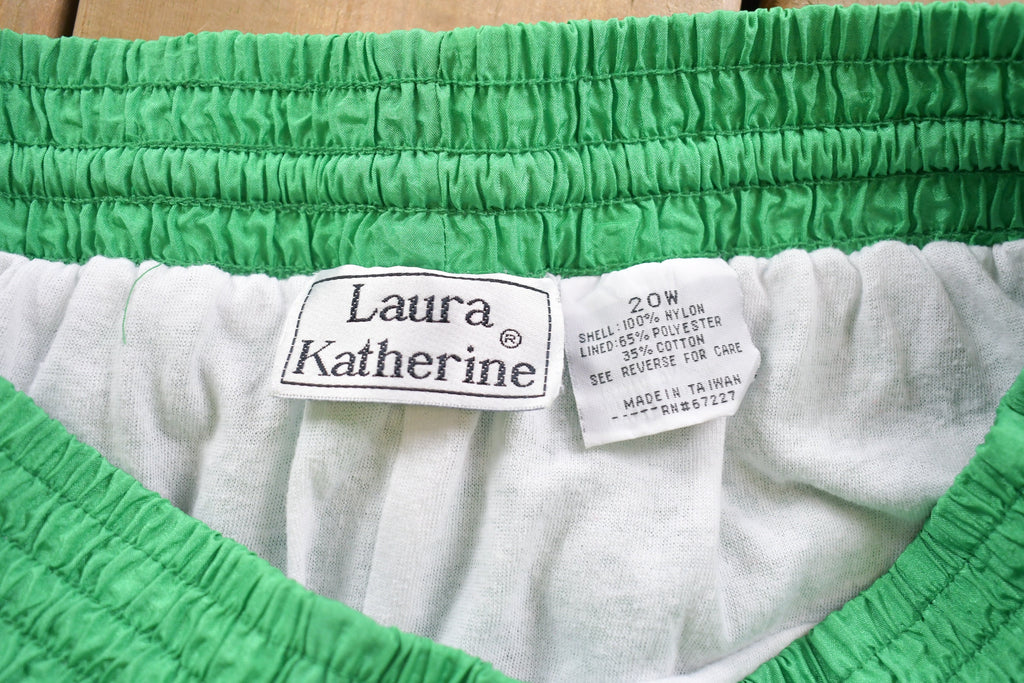 Laura
Katherine®
20W
SHELL:100% NYLON
LINED:65% POLYESTER
35% COTTON
SEE REVERSE FOR CARE
MADE IN TAIWAN
-----RN#67227